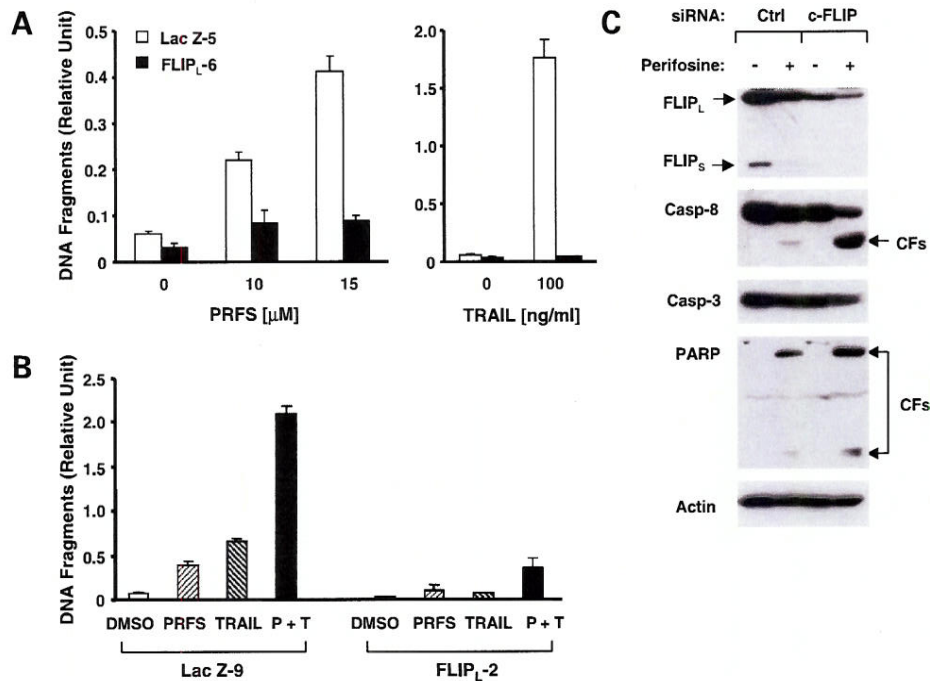 A
DNA Fragments (Relative Unit)
0.5
0.4
0.3
0.2
0.1
0
Lac Z-5
FLIPL-6
0 10 15
PRFS [μM]
2.0
1.5
1.0
0.5
0
0 100
TRAIL [ng/ml]
B
DNA Fragments (Relative Unit)
2.5
2.0
1.5
1.0
0.5
0
DMSO PRFS TRAIL P + T DMSO PRFS TRAIL P + T
Lac Z-9 FLIPL-2
C
siRNA: Ctrl c-FLIP
Perifosine: - + - +
FLIPL
FLIPS
Casp-8
CFs
Casp-3
PARP
CFs
Actin